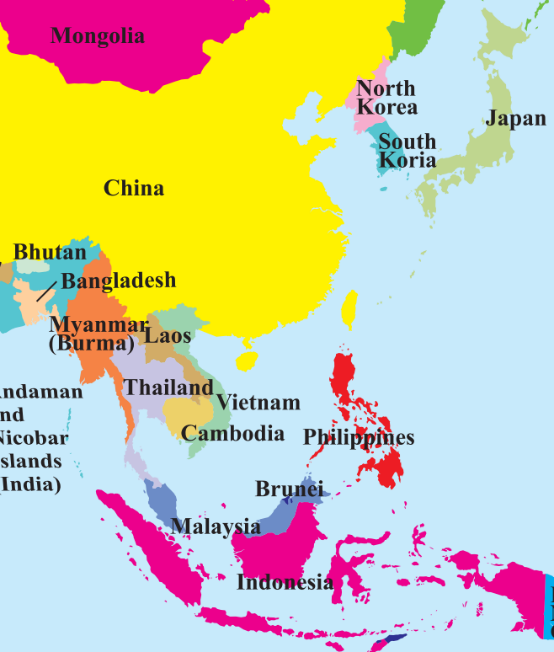 Mongolia
North
Korea
Japan
South
Koria
China
Bhutan
Bangladesh
Myanmar
(Burma)
Laos
Thailand
ndaman
nd
Nicobar
slands
(India)
Vietnam
Cambodia
Philippines
Brunei
Malaysia
Indonesia